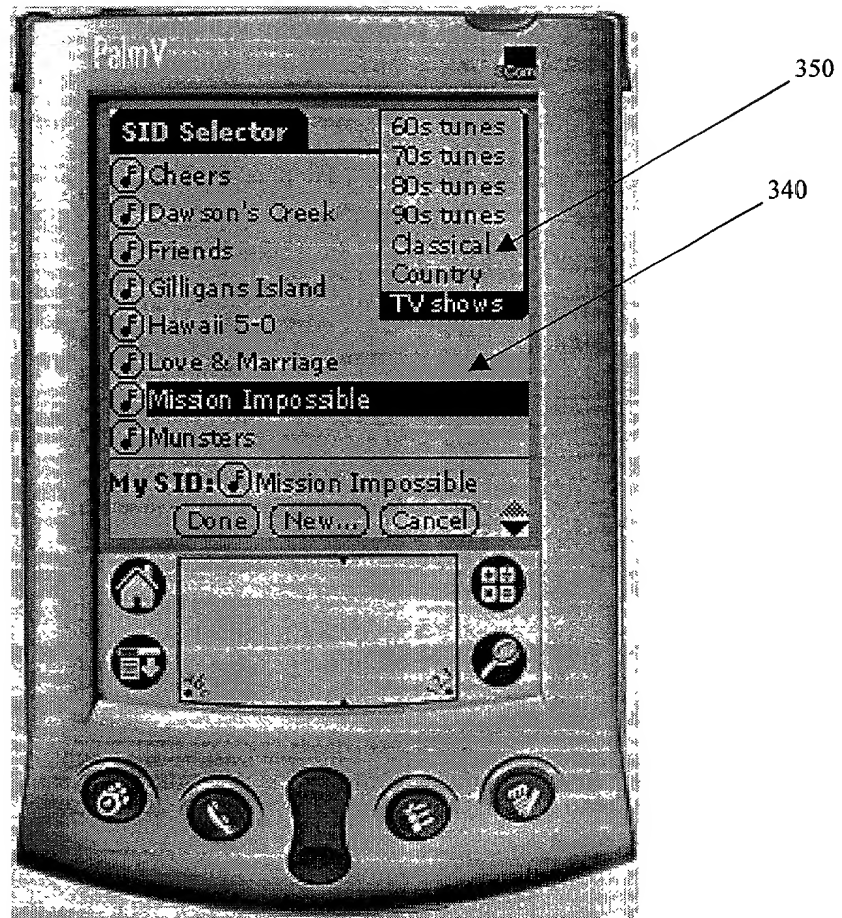 PalmV
3Com
350
SID Selector
60s tunes
70s tunes
80s tunes
90s tunes
Classical
Country
TV shows
340
Cheers
Dawson's Creek
Friends
Gilligans Island
Hawaii 5-0
Love & Marriage
Mission Impossible
Munsters
My SID: Mission Impossible
Done New... Cancel